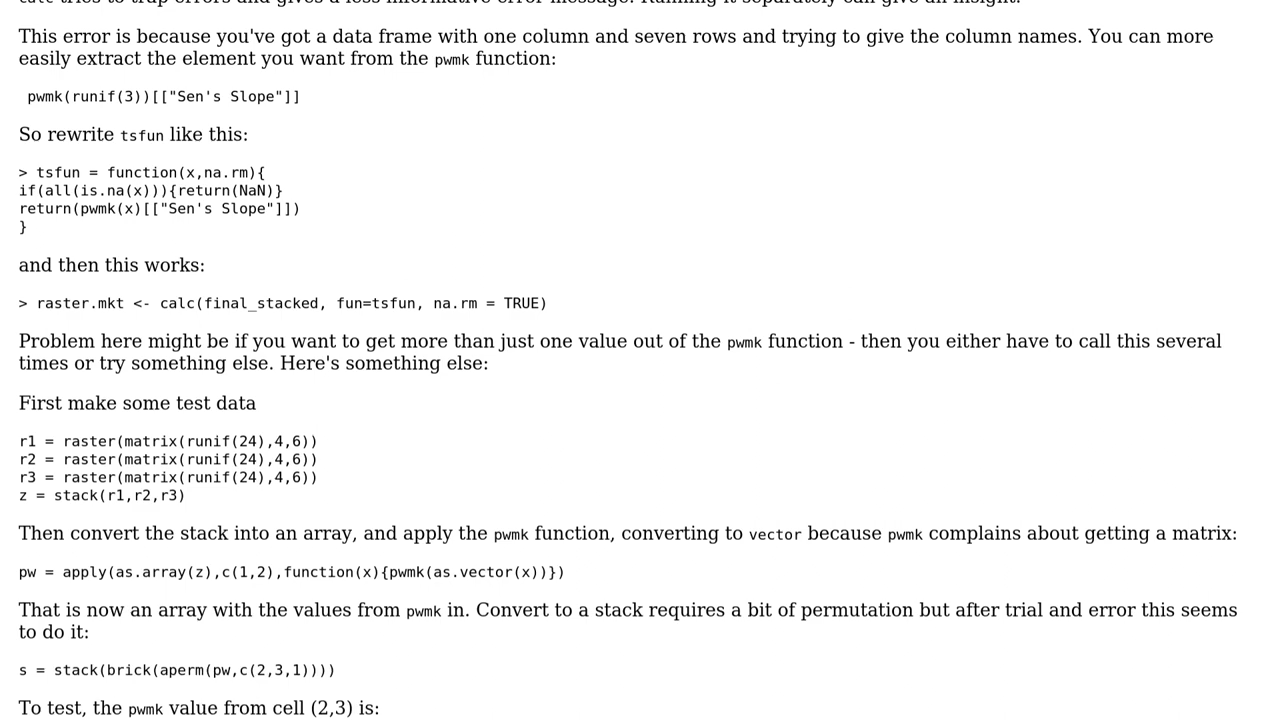 This error is because you've got a data frame with one column and seven rows and trying to give the column names. You can more
easily extract the element you want from the pwmk function:
pwmk(runif(3))[["Sen's Slope"]]
So rewrite tsfun like this:
> tsfun = function(x,na.rm){
if(all(is.na(x))){return(NaN)}
return(pwmk(x)[["Sen's Slope"]])
}
and then this works:
> raster.mkt <- calc(final_stacked, fun=tsfun, na.rm = TRUE)
Problem here might be if you want to get more than just one value out of the pwmk function - then you either have to call this several
times or try something else. Here's something else:
First make some test data
r1 = raster(matrix(runif(24),4,6))
r2 = raster(matrix(runif(24),4,6))
r3 = raster(matrix(runif(24),4,6))
z = stack(r1,r2,r3)
Then convert the stack into an array, and apply the pwmk function, converting to vector because pwmk complains about getting a matrix:
pw = apply(as.array(z),c(1,2),function(x){pwmk(as.vector(x))})
That is now an array with the values from pwmk in. Convert to a stack requires a bit of permutation but after trial and error this seems
to do it:
s = stack(brick(aperm(pw,c(2,3,1))))
To test, the pwmk value from cell (2,3) is: